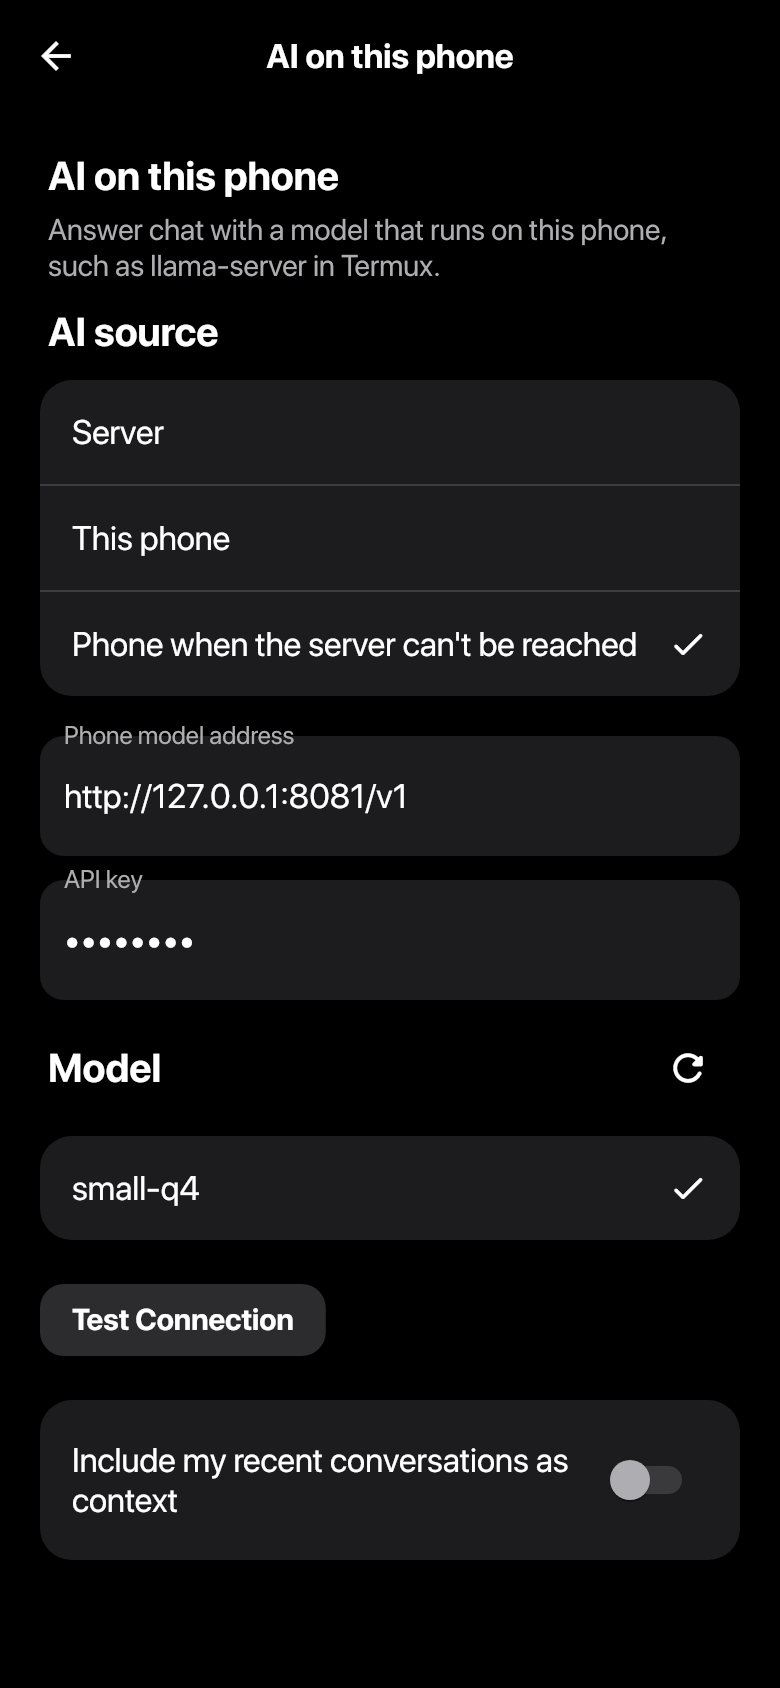 AI on this phone
AI on this phone
Answer chat with a model that runs on this phone,
such as llama-server in Termux.
AI source
Server
This phone
Phone when the server can't be reached
Phone model address
http://127.0.0.1:8081/v1
API key
••••••••
Model
small-q4
Test Connection
Include my recent conversations as
context